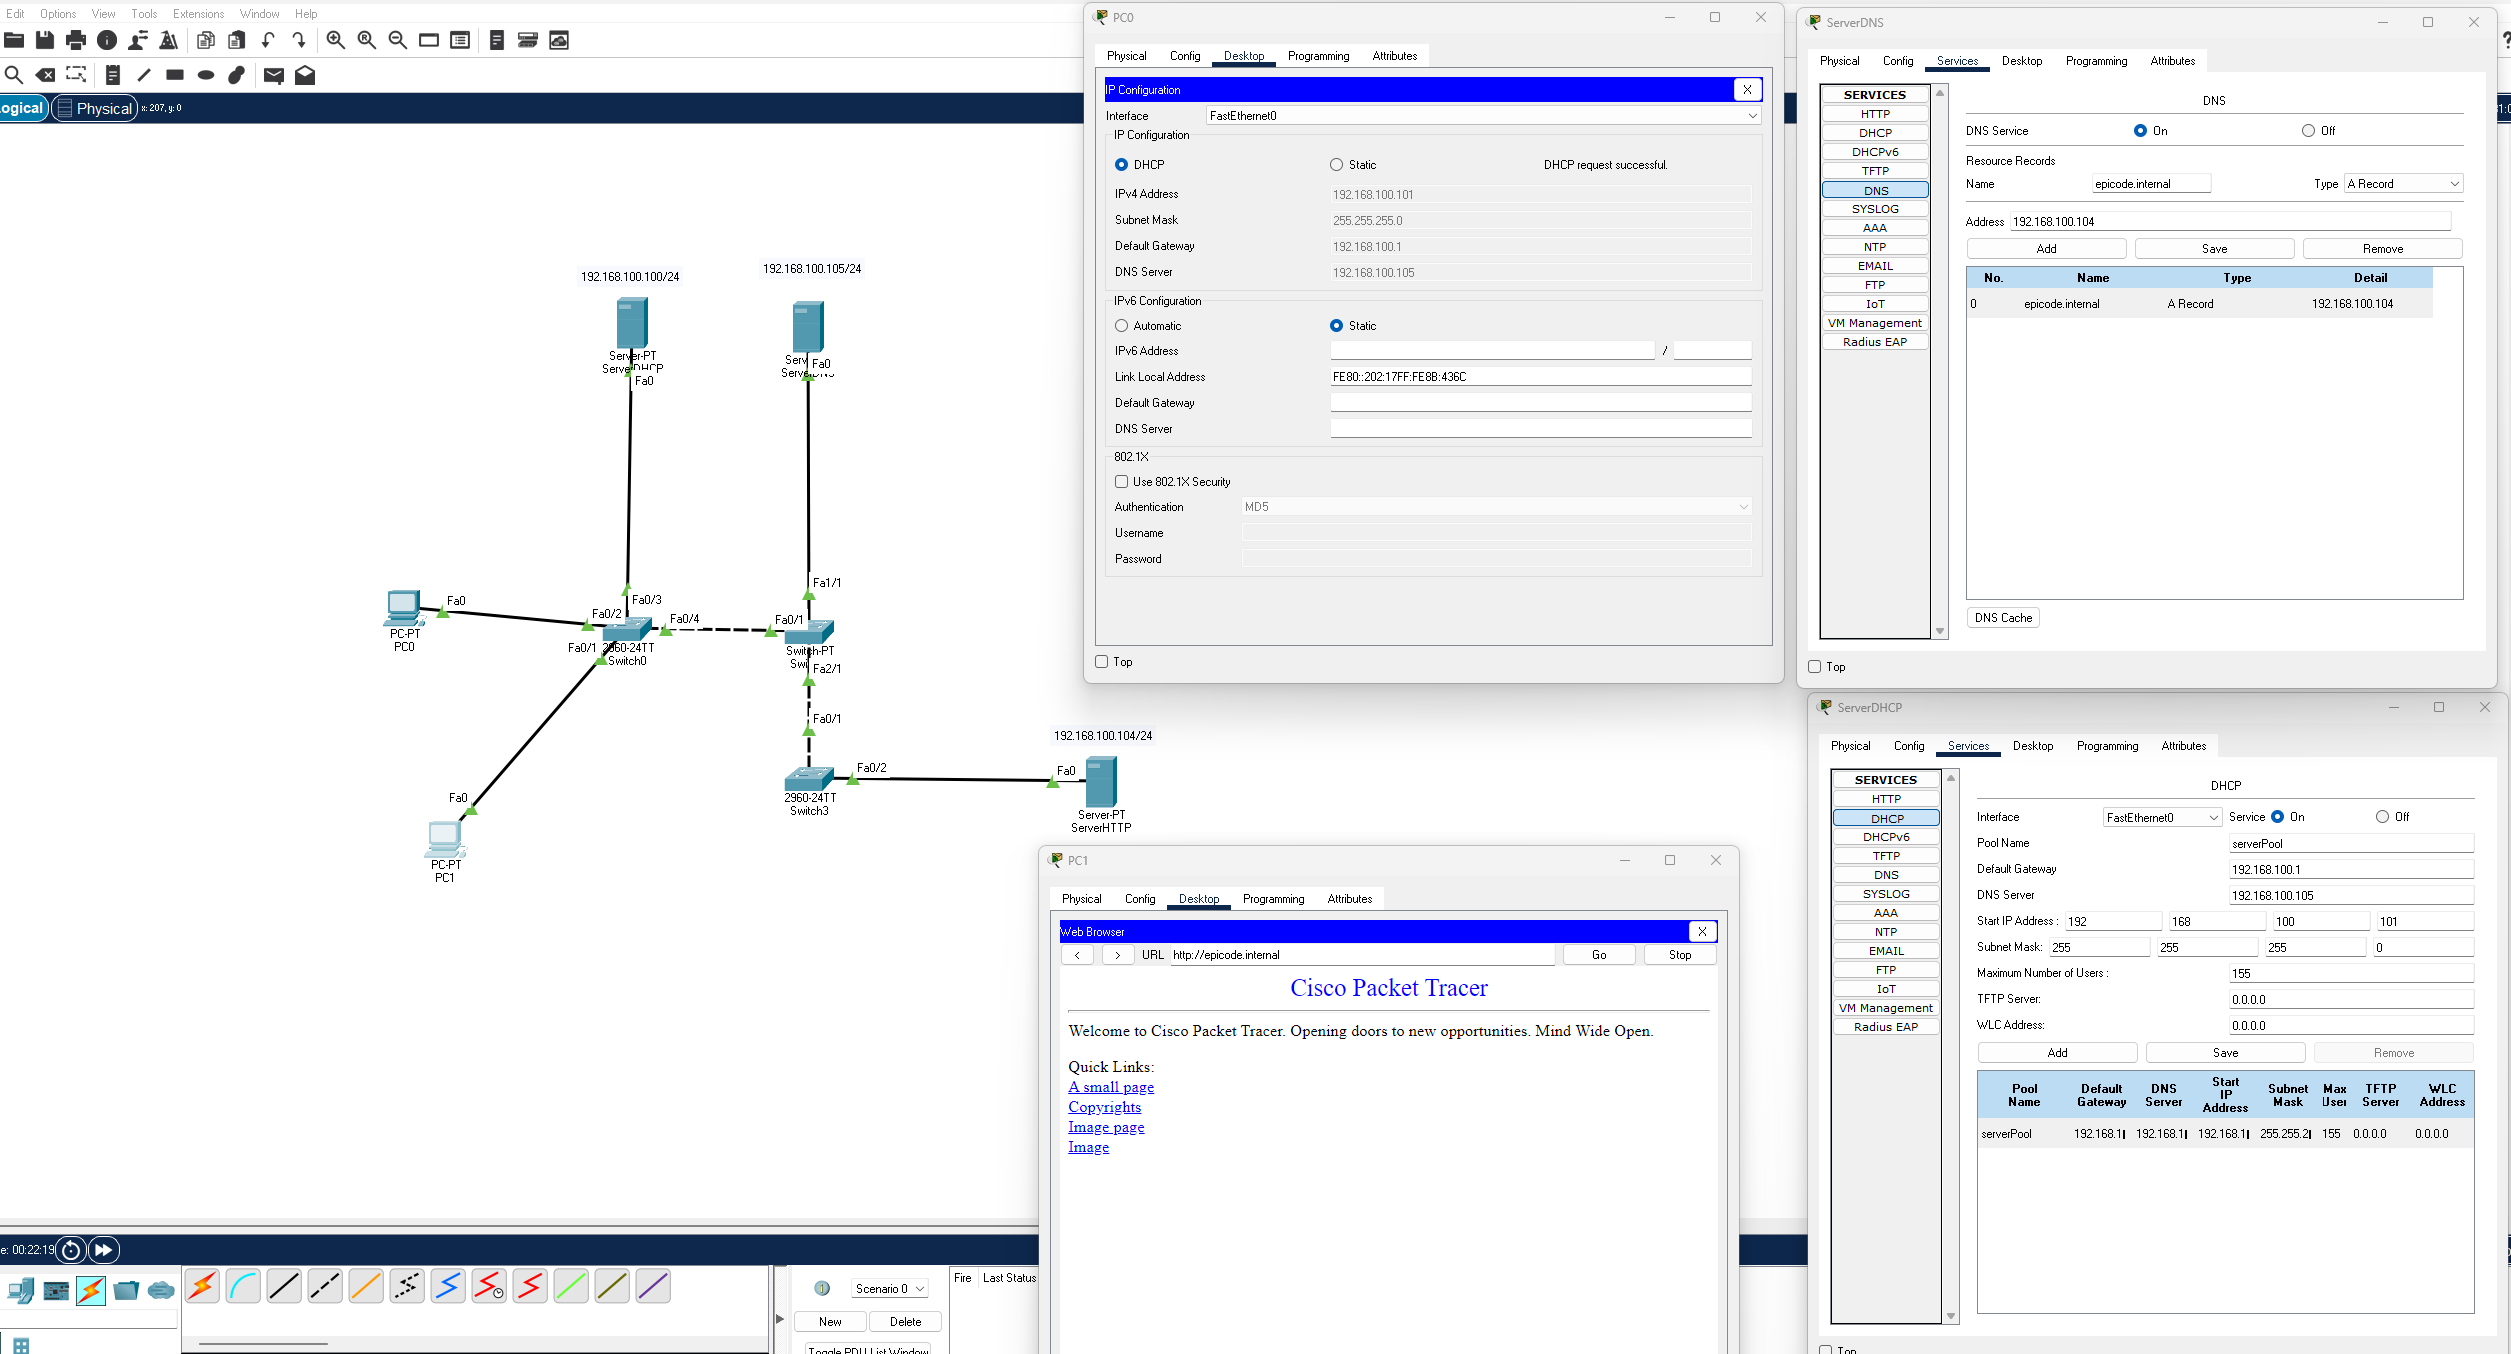 Edit Options View Tools Extensions Window Help
Logical Physical x: 207, y: 0
192.168.100.100/24
192.168.100.105/24
Server-PT
ServerDHCP
Fa0
Fa0
ServerDNS
Fa1/1
Fa0/3
Fa0/2
Fa0/4
Fa0/1
Fa0
PC-PT
PC0
Fa0/1
2960-24TT
Switch0
Switch-PT
Fa2/1
Fa0/1
192.168.100.104/24
Fa0/2
Fa0
2960-24TT
Switch3
Server-PT
ServerHTTP
Fa0
PC-PT
PC1
PC0
Physical Config Desktop Programming Attributes
IP Configuration X
Interface FastEthernet0
IP Configuration
DHCP Static DHCP request successful.
IPv4 Address 192.168.100.101
Subnet Mask 255.255.255.0
Default Gateway 192.168.100.1
DNS Server 192.168.100.105
IPv6 Configuration
Automatic Static
IPv6 Address /
Link Local Address FE80::202:17FF:FE8B:436C
Default Gateway
DNS Server
802.1X
Use 802.1X Security
Authentication MD5
Username
Password
Top
ServerDNS
Physical Config Services Desktop Programming Attributes
SERVICES
HTTP
DHCP
DHCPv6
TFTP
DNS
SYSLOG
AAA
NTP
EMAIL
FTP
IoT
VM Management
Radius EAP
DNS
DNS Service On Off
Resource Records
Name epicode.internal Type A Record
Address 192.168.100.104
Add Save Remove
No. Name Type Detail
0 epicode.internal A Record 192.168.100.104
DNS Cache
Top
PC1
Physical Config Desktop Programming Attributes
Web Browser X
< > URL http://epicode.internal Go Stop
Cisco Packet Tracer
Welcome to Cisco Packet Tracer. Opening doors to new opportunities. Mind Wide Open.
Quick Links:
A small page
Copyrights
Image page
Image
ServerDHCP
Physical Config Services Desktop Programming Attributes
SERVICES
HTTP
DHCP
DHCPv6
TFTP
DNS
SYSLOG
AAA
NTP
EMAIL
FTP
IoT
VM Management
Radius EAP
DHCP
Interface FastEthernet0 Service On Off
Pool Name serverPool
Default Gateway 192.168.100.1
DNS Server 192.168.100.105
Start IP Address : 192 168 100 101
Subnet Mask: 255 255 255 0
Maximum Number of Users : 155
TFTP Server: 0.0.0.0
WLC Address: 0.0.0.0
Add Save Remove
Pool Name Default Gateway DNS Server Start IP Address Subnet Mask Max User TFTP Server WLC Address
serverPool 192.168.1 192.168.1 192.168.1 255.255.2 155 0.0.0.0 0.0.0.0
Top
e: 00:22:19
Scenario 0
New Delete
Toggle PDU List Window
Fire Last Status